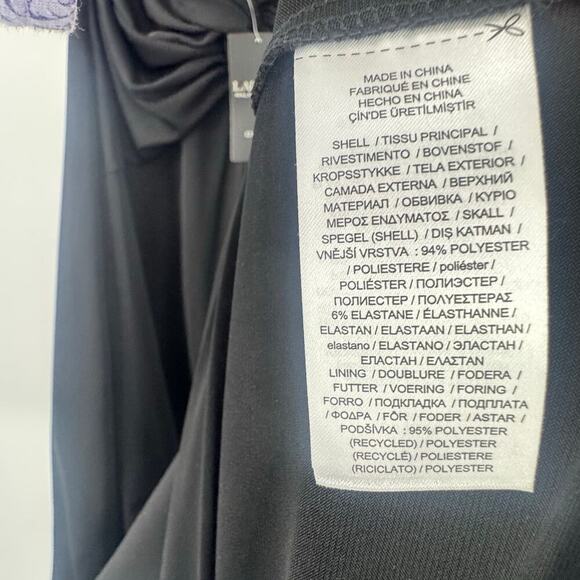 MADE IN CHINA
FABRIQUÉ EN CHINE
HECHO EN CHINA
ÇİN'DE ÜRETİLMİŞTİR
SHELL / TISSU PRINCIPAL /
RIVESTIMENTO / BOVENSTOF /
KROPSSTYKKE / TELA EXTERIOR /
CAMADA EXTERNA / ВЕРХНИЙ
МАТЕРИАЛ / ОБВИВКА / ΚΥΡΙΟ
ΜΕΡΟΣ ΕΝΔΥΜΑΤΟΣ / SKALL /
SPEGEL (SHELL) / DIŞ KATMAN /
VNĚJŠÍ VRSTVA : 94% POLYESTER
/ POLIESTERE / poliéster /
POLIÉSTER / ПОЛИЭСТЕР /
ПОЛИЕСТЕР / ΠΟΛΥΕΣΤΕΡΑΣ
6% ELASTANE / ÉLASTHANNE /
ELASTAN / ELASTAAN / ELASTHAN /
elastano / ELASTANO / ЭЛАСТАН /
ЕЛАСТАН / ΕΛΑΣΤΑΝ
LINING / DOUBLURE / FODERA /
FUTTER / VOERING / FORING /
FORRO / ПОДКЛАДКА / ПОДПЛАТА
/ ΦΟΔΡΑ / FÔR / FODER / ASTAR /
PODŠÍVKA : 95% POLYESTER
(RECYCLED) / POLYESTER
(RECYCLÉ) / POLIESTERE
(RICICLATO) / POLYESTER